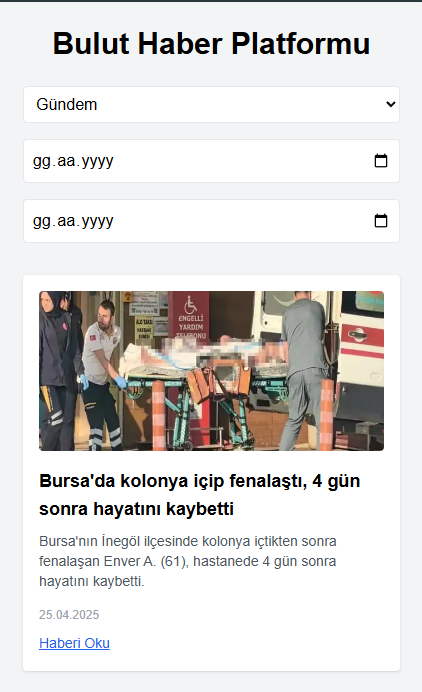 Bulut Haber Platformu
Gündem
gg.aa.yyyy
gg.aa.yyyy
ENGELLİ
YARDIM
TELEFONU
Bursa'da kolonya içip fenalaştı, 4 gün
sonra hayatını kaybetti
Bursa'nın İnegöl ilçesinde kolonya içtikten sonra
fenalaşan Enver A. (61), hastanede 4 gün sonra
hayatını kaybetti.
25.04.2025
Haberi Oku